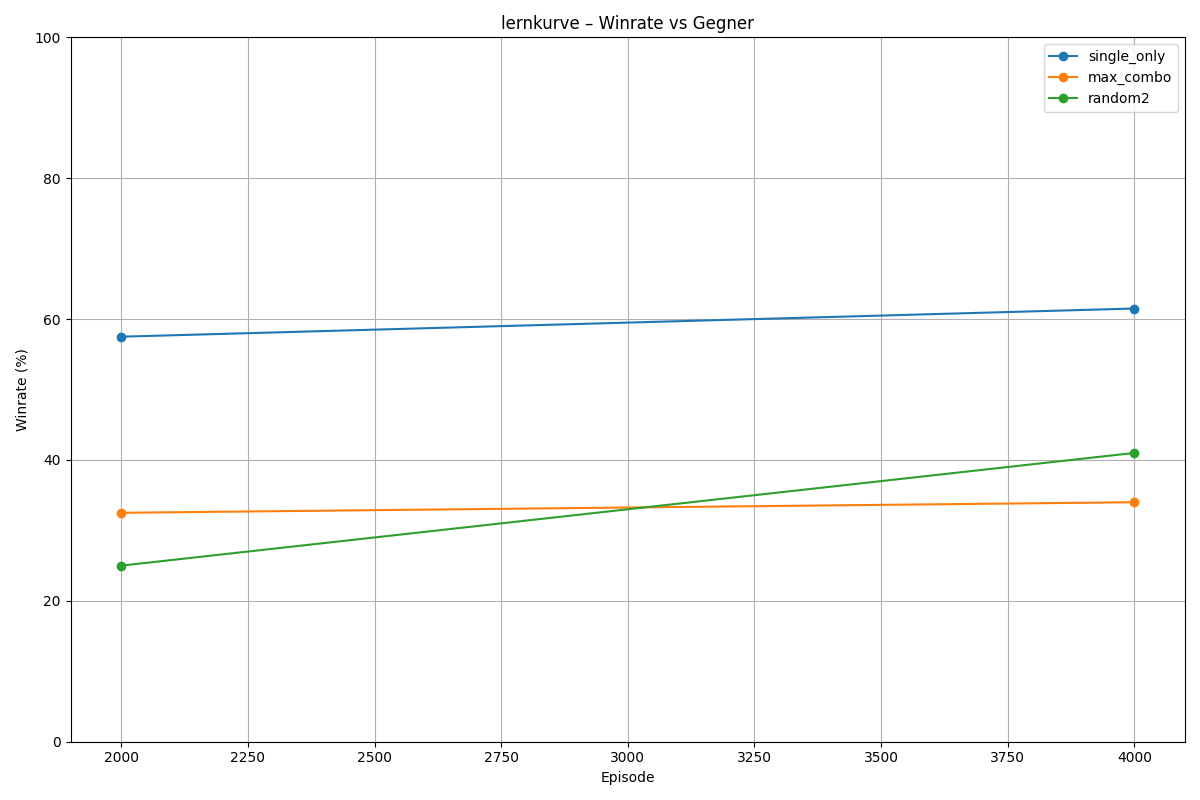 lernkurve – Winrate vs Gegner
single_only
max_combo
random2
Winrate (%)
100
80
60
40
20
0
2000 2250 2500 2750 3000 3250 3500 3750 4000
Episode